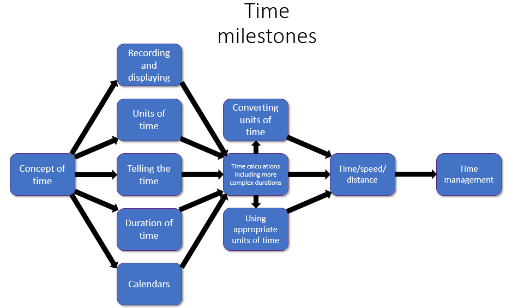 Time
milestones
Recording
and
displaying
Units of
time
Converting
units of
time
Concept of
time
Telling the
time
Time calculations
including more
complex durations
Time/speed/
distance
Time
management
Duration of
time
Using
appropriate
units of time
Calendars